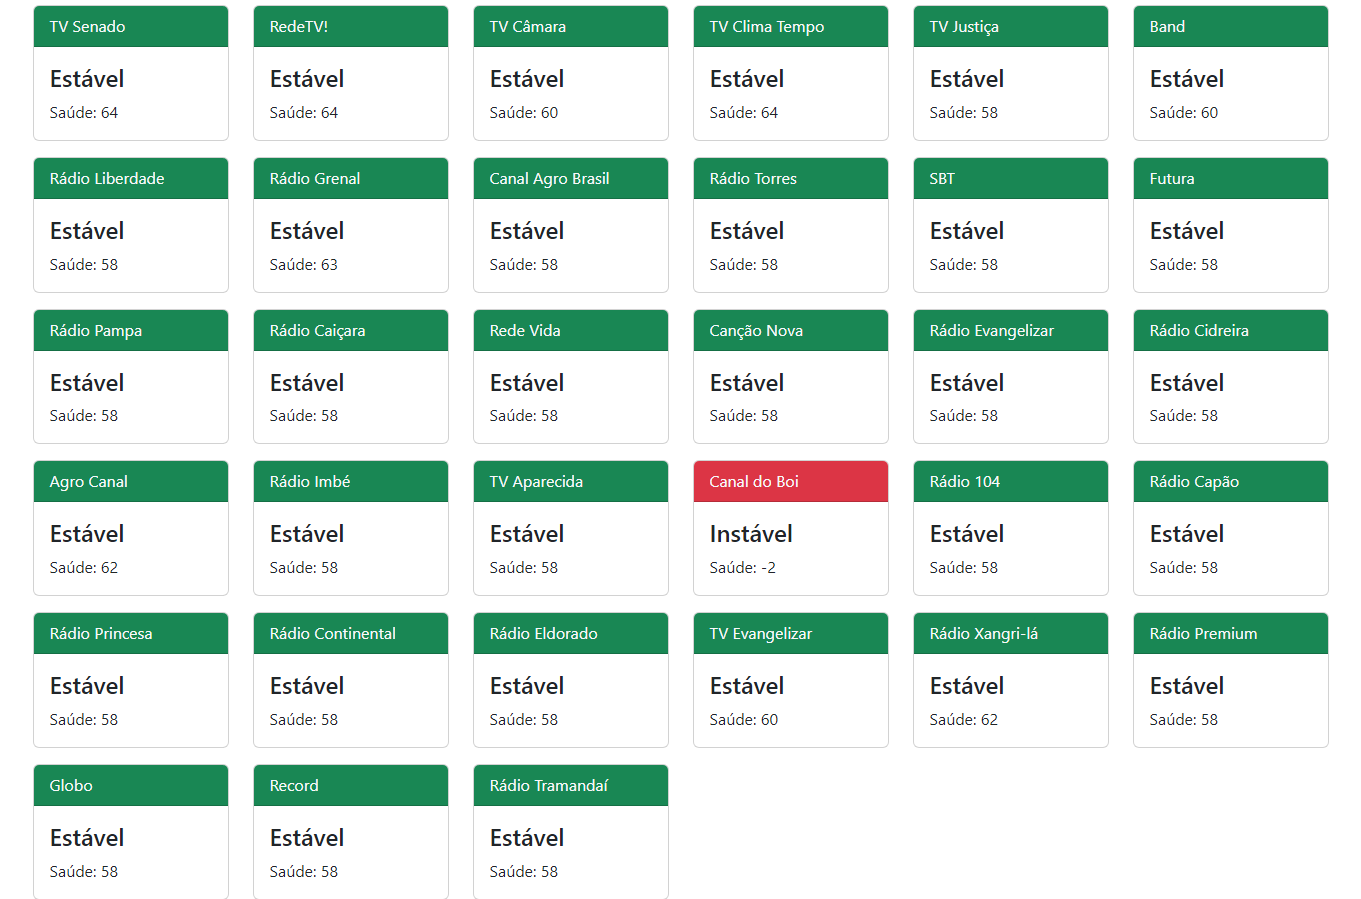 TV Senado
Estável
Saúde: 64
RedeTV!
Estável
Saúde: 64
TV Câmara
Estável
Saúde: 60
TV Clima Tempo
Estável
Saúde: 64
TV Justiça
Estável
Saúde: 58
Band
Estável
Saúde: 60
Rádio Liberdade
Estável
Saúde: 58
Rádio Grenal
Estável
Saúde: 63
Canal Agro Brasil
Estável
Saúde: 58
Rádio Torres
Estável
Saúde: 58
SBT
Estável
Saúde: 58
Futura
Estável
Saúde: 58
Rádio Pampa
Estável
Saúde: 58
Rádio Caiçara
Estável
Saúde: 58
Rede Vida
Estável
Saúde: 58
Canção Nova
Estável
Saúde: 58
Rádio Evangelizar
Estável
Saúde: 58
Rádio Cidreira
Estável
Saúde: 58
Agro Canal
Estável
Saúde: 62
Rádio Imbé
Estável
Saúde: 58
TV Aparecida
Estável
Saúde: 58
Canal do Boi
Instável
Saúde: -2
Rádio 104
Estável
Saúde: 58
Rádio Capão
Estável
Saúde: 58
Rádio Princesa
Estável
Saúde: 58
Rádio Continental
Estável
Saúde: 58
Rádio Eldorado
Estável
Saúde: 58
TV Evangelizar
Estável
Saúde: 60
Rádio Xangri-lá
Estável
Saúde: 62
Rádio Premium
Estável
Saúde: 58
Globo
Estável
Saúde: 58
Record
Estável
Saúde: 58
Rádio Tramandaí
Estável
Saúde: 58